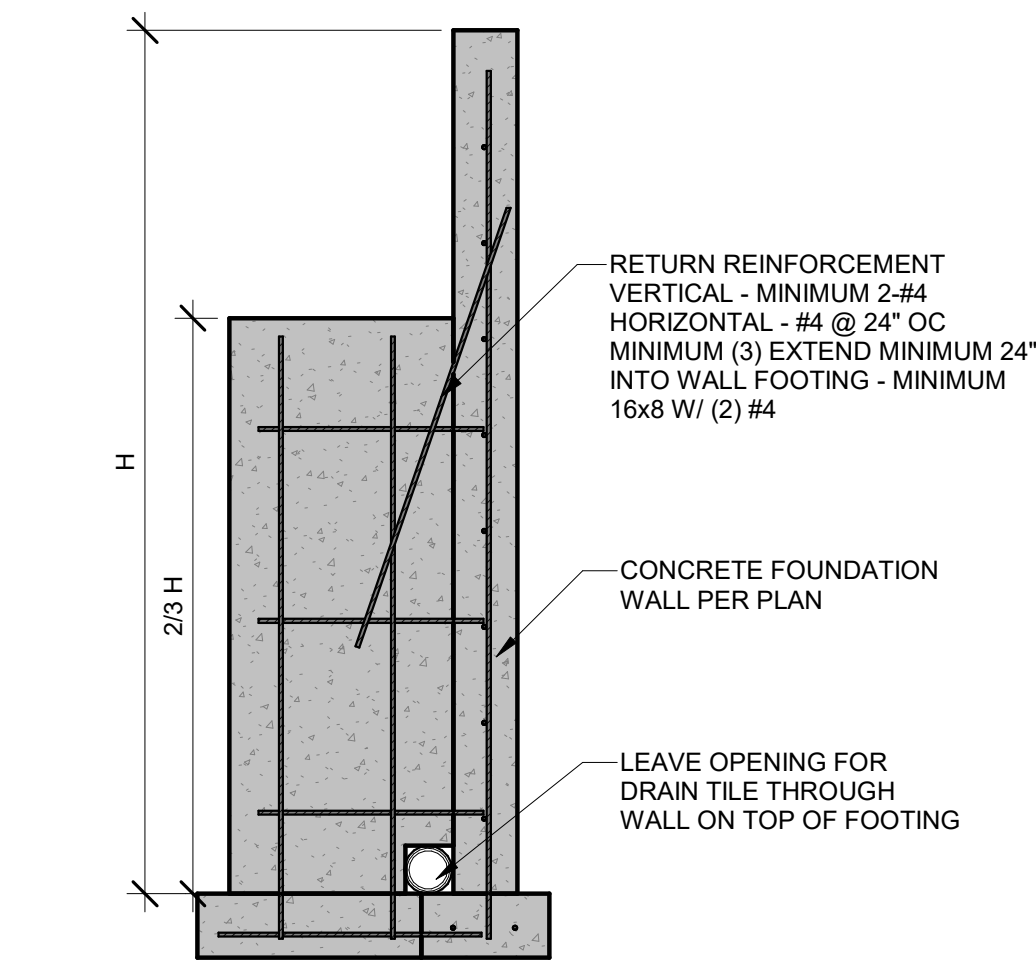 H
2/3 H
RETURN REINFORCEMENT
VERTICAL - MINIMUM 2-#4
HORIZONTAL - #4 @ 24" OC
MINIMUM (3) EXTEND MINIMUM 24"
INTO WALL FOOTING - MINIMUM
16x8 W/ (2) #4
CONCRETE FOUNDATION
WALL PER PLAN
LEAVE OPENING FOR
DRAIN TILE THROUGH
WALL ON TOP OF FOOTING